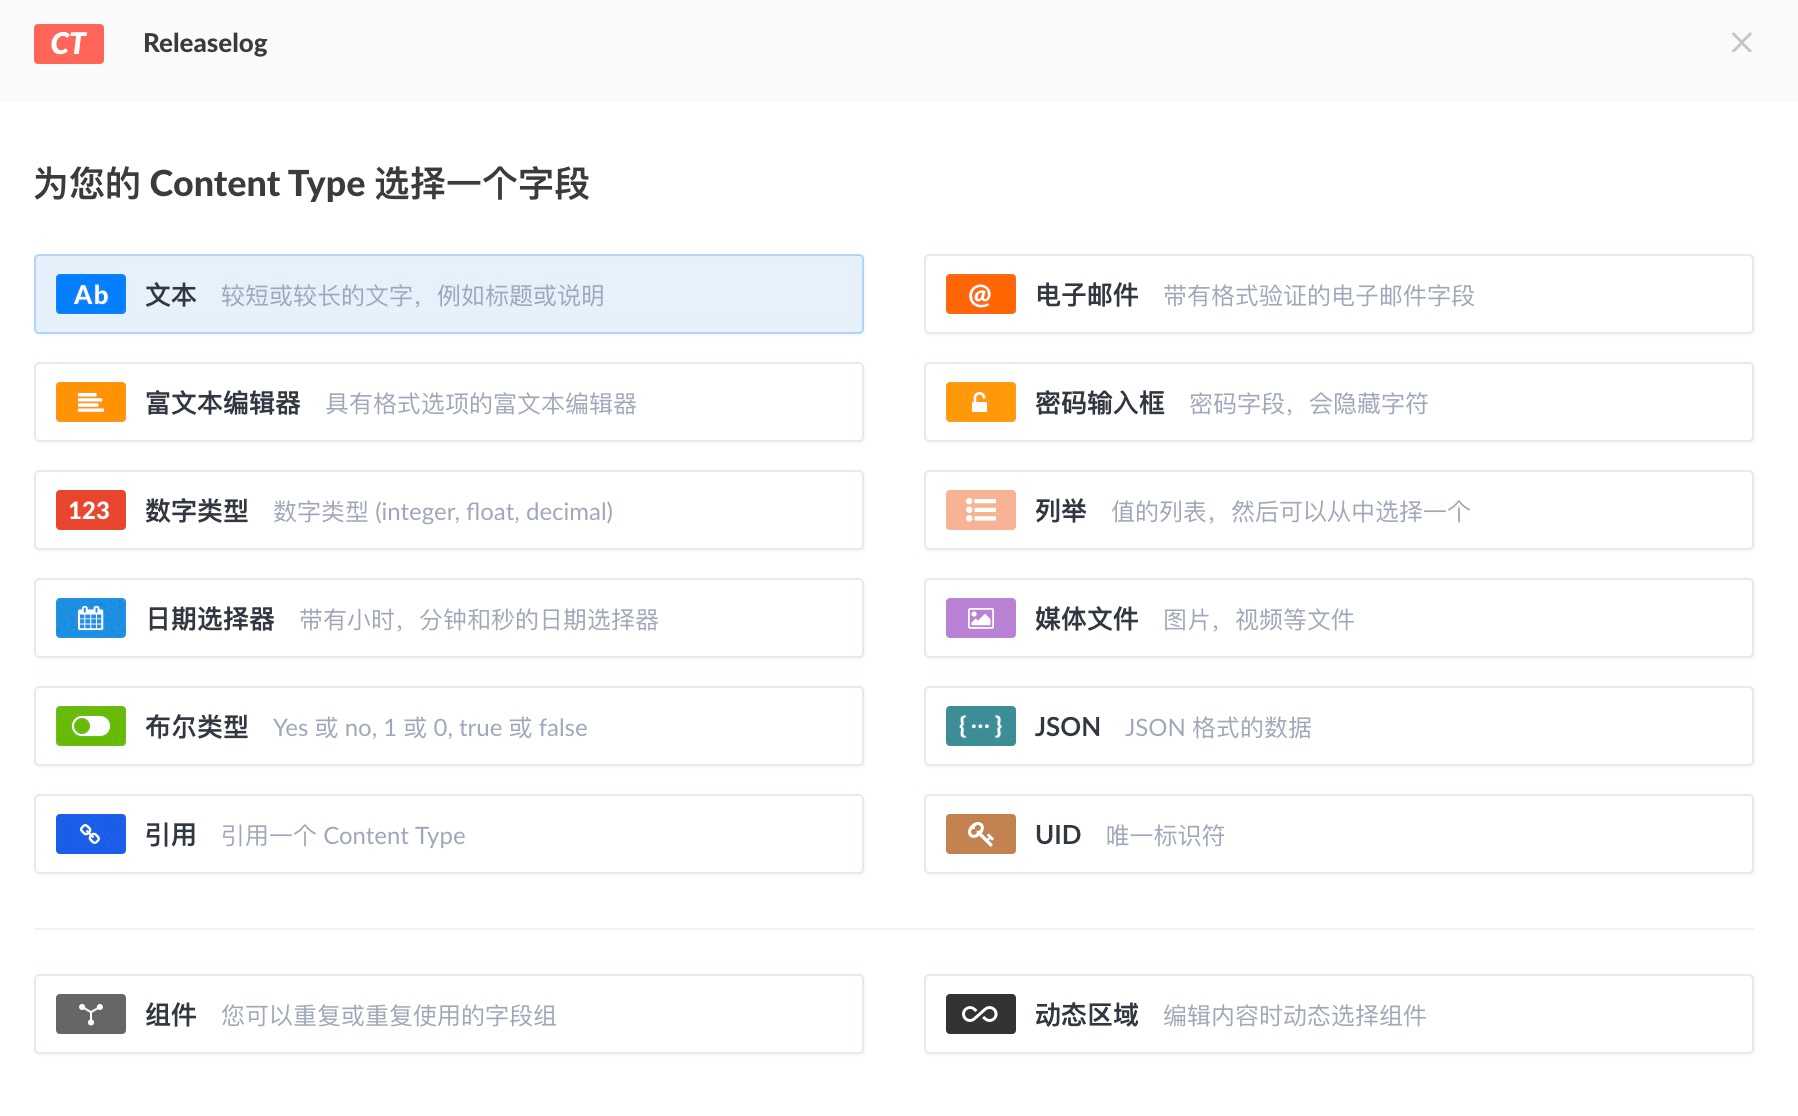 CT Releaselog
为您的 Content Type 选择一个字段
Ab 文本 较短或较长的文字，例如标题或说明
@ 电子邮件 带有格式验证的电子邮件字段
富文本编辑器 具有格式选项的富文本编辑器
密码输入框 密码字段，会隐藏字符
123 数字类型 数字类型 (integer, float, decimal)
列举 值的列表，然后可以从中选择一个
日期选择器 带有小时，分钟和秒的日期选择器
媒体文件 图片，视频等文件
布尔类型 Yes 或 no, 1 或 0, true 或 false
{···} JSON JSON 格式的数据
引用 引用一个 Content Type
UID 唯一标识符
组件 您可以重复或重复使用的字段组
动态区域 编辑内容时动态选择组件